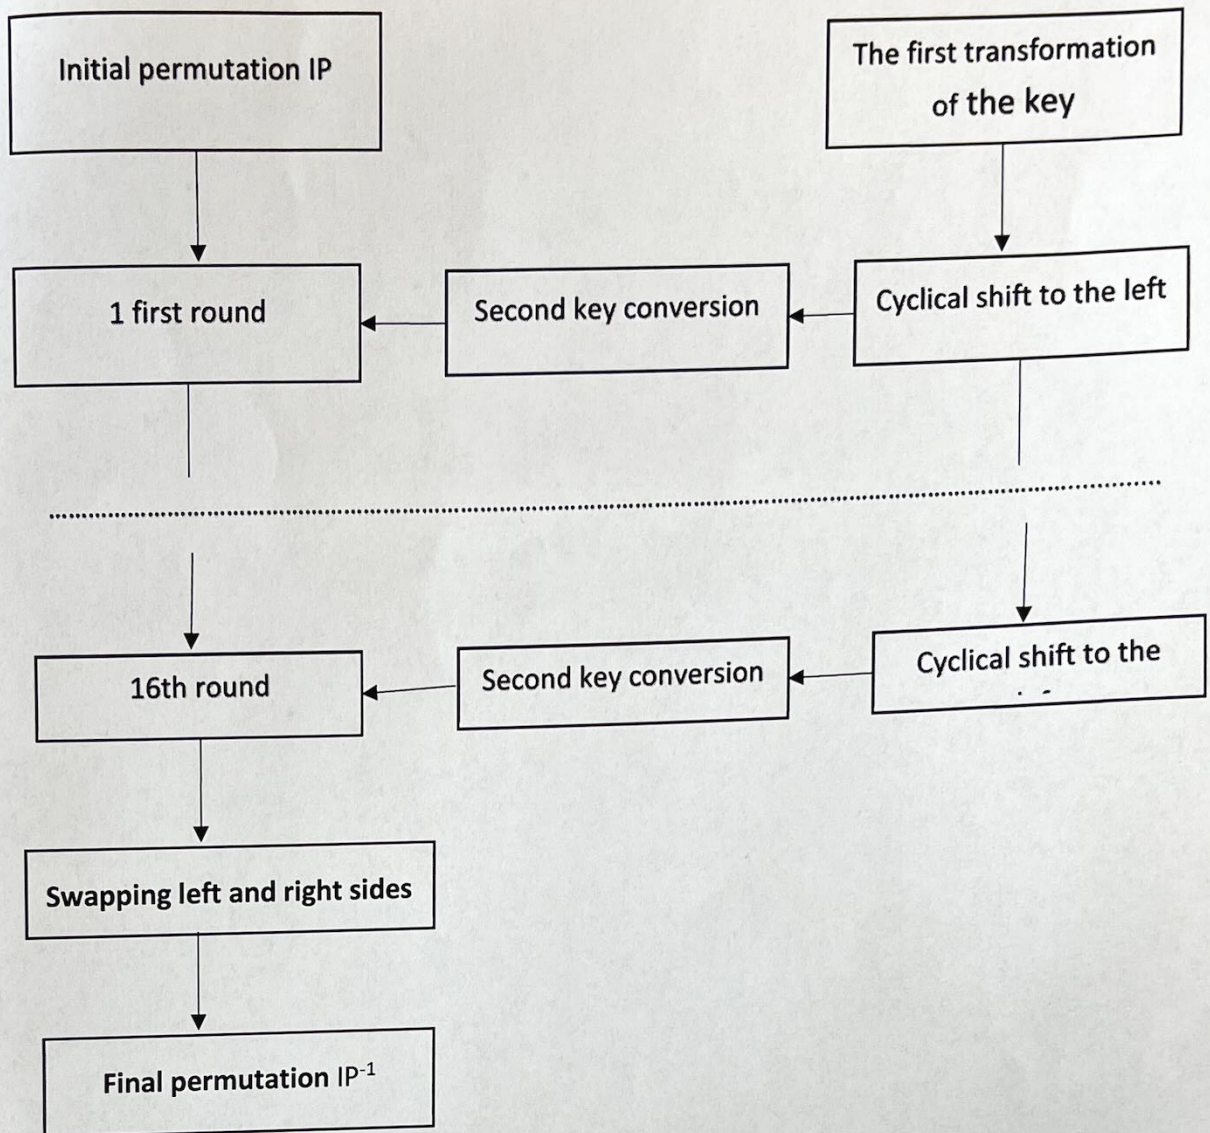 Initial permutation IP
The first transformation
of the key
1 first round
Second key conversion
Cyclical shift to the left
16th round
Second key conversion
Cyclical shift to the
Swapping left and right sides
Final permutation IP⁻¹